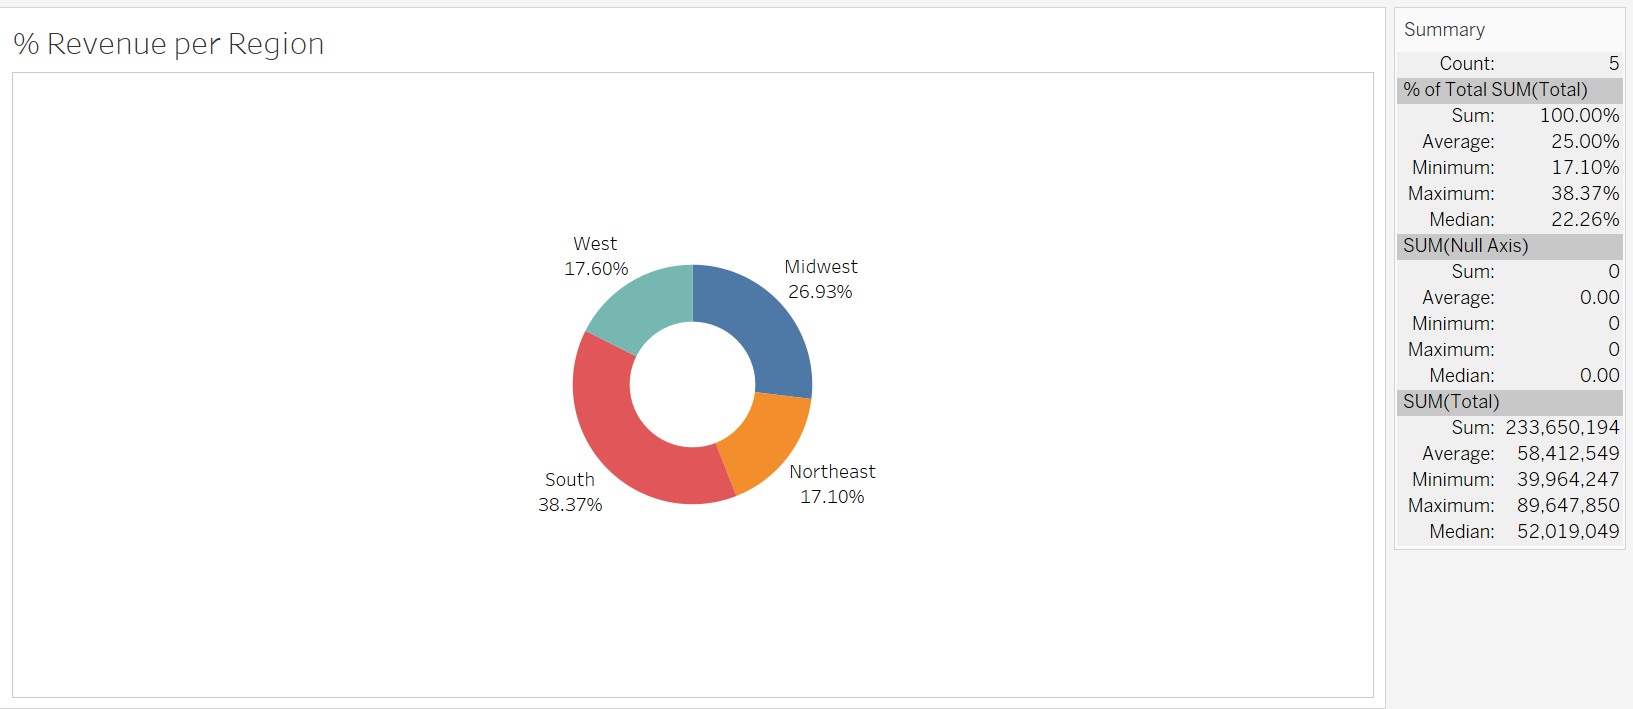 % Revenue per Region
West
17.60%
Midwest
26.93%
South
38.37%
Northeast
17.10%
Summary
Count: 5
% of Total SUM(Total)
Sum: 100.00%
Average: 25.00%
Minimum: 17.10%
Maximum: 38.37%
Median: 22.26%
SUM(Null Axis)
Sum: 0
Average: 0.00
Minimum: 0
Maximum: 0
Median: 0.00
SUM(Total)
Sum: 233,650,194
Average: 58,412,549
Minimum: 39,964,247
Maximum: 89,647,850
Median: 52,019,049